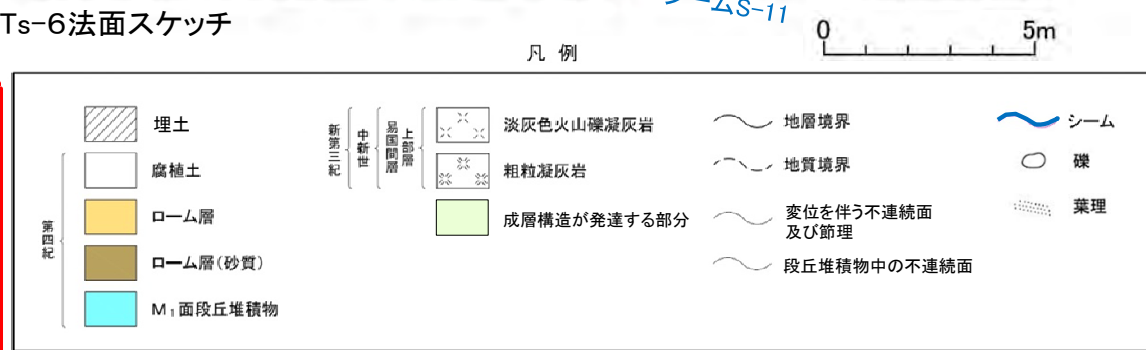 シームS-11
Ts-6法面スケッチ
0 5m
凡 例
埋土
腐植土
ローム層
ローム層(砂質)
M₁面段丘堆積物
第四紀
新第三紀
中新世
易国間層
上部層
淡灰色火山礫凝灰岩
粗粒凝灰岩
成層構造が発達する部分
地層境界
地質境界
変位を伴う不連続面
及び節理
段丘堆積物中の不連続面
シーム
礫
葉理